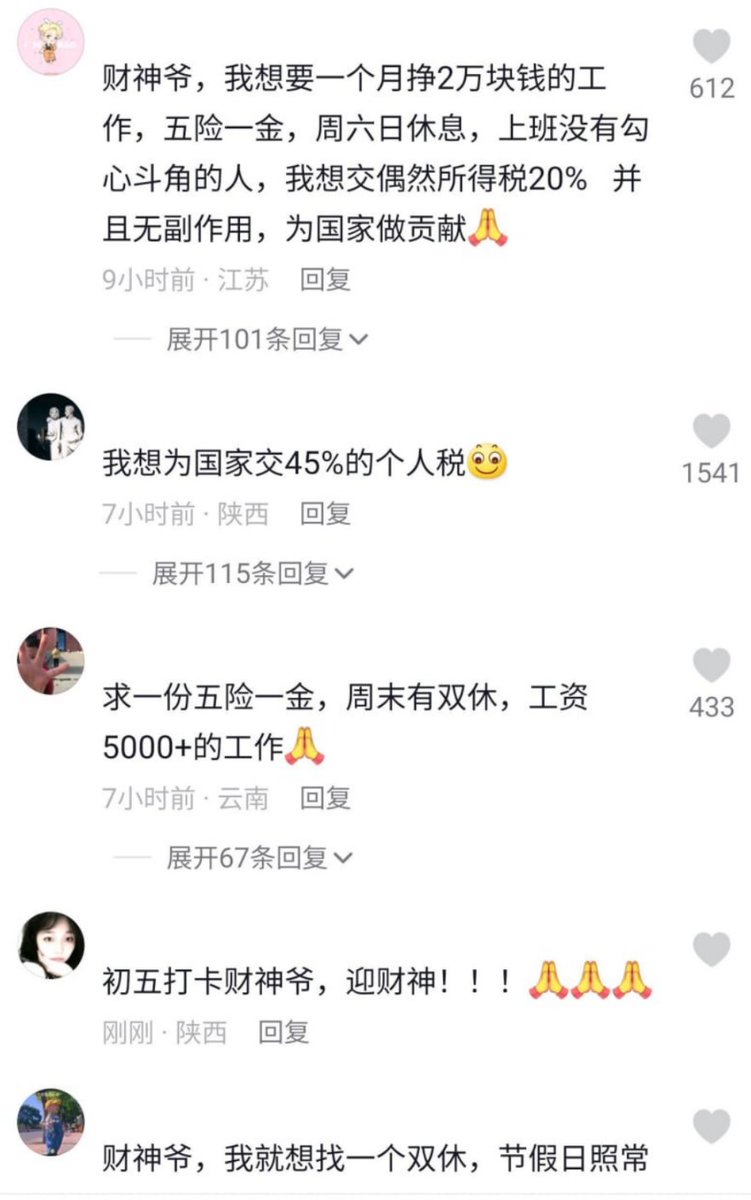 财神爷，我想要一个月挣2万块钱的工
612
作，五险一金，周六日休息，上班没有勾
心斗角的人，我想交偶然所得税20% 并
且无副作用，为国家做贡献🙏
9小时前 · 江苏 回复
展开101条回复
我想为国家交45%的个人税
1541
7小时前 · 陕西 回复
展开115条回复
求一份五险一金，周末有双休，工资
433
5000+的工作🙏
7小时前 · 云南 回复
展开67条回复
初五打卡财神爷，迎财神！！！🙏🙏🙏
刚刚 · 陕西 回复
财神爷，我就想找一个双休，节假日照常